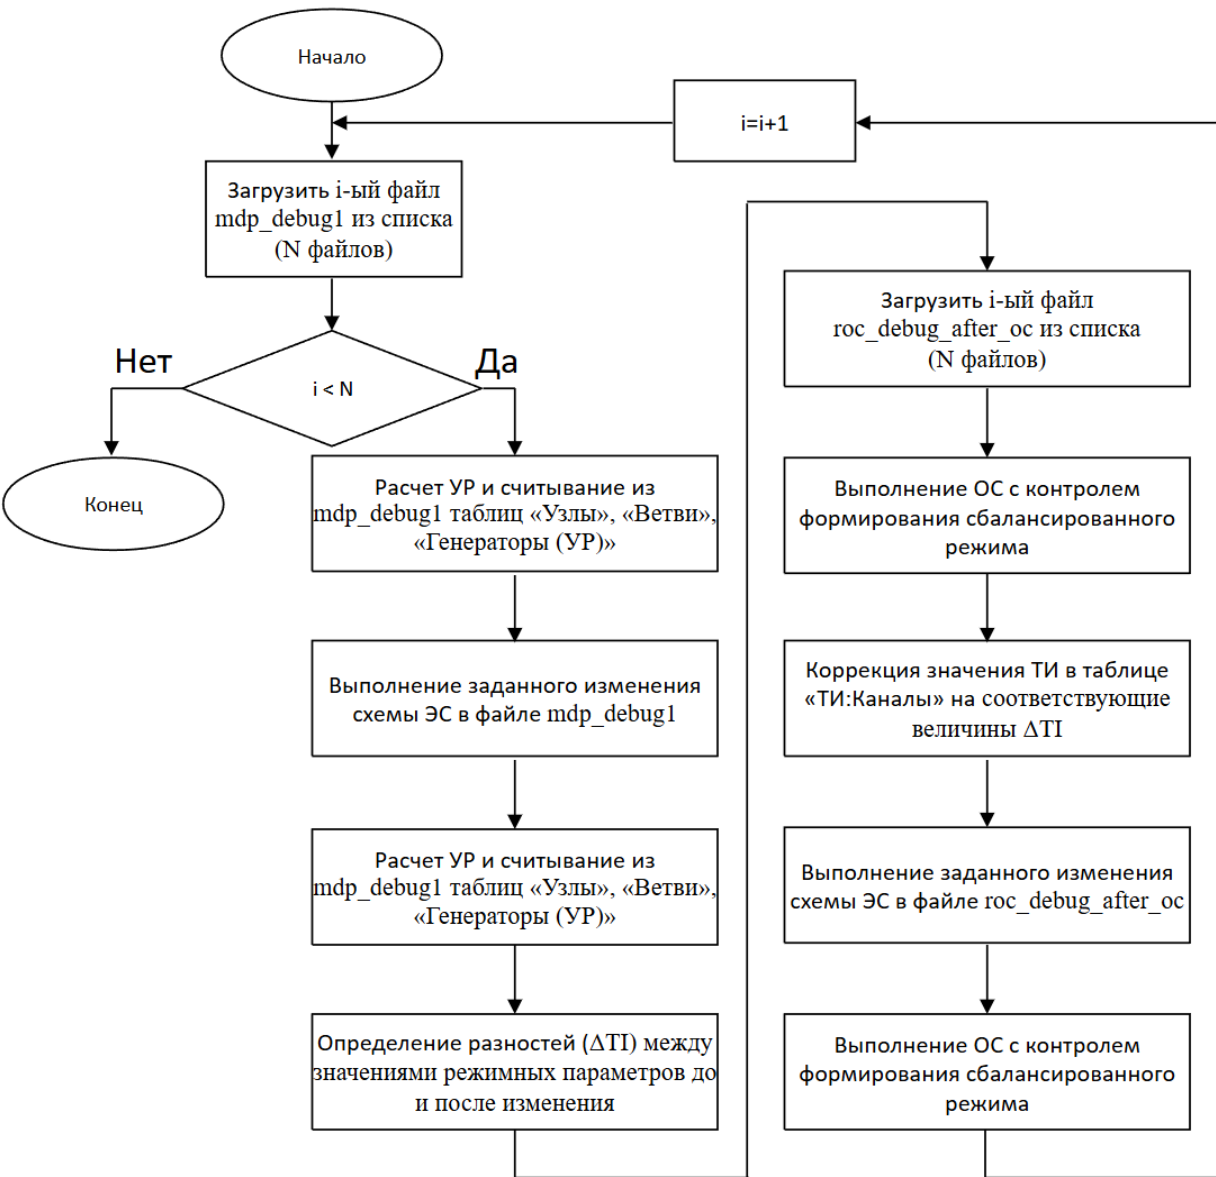 Начало
i=i+1
Загрузить i-ый файл
mdp_debug1 из списка
(N файлов)
Нет
Да
i < N
Конец
Расчет УР и считывание из
mdp_debug1 таблиц «Узлы», «Ветви»,
«Генераторы (УР)»
Выполнение заданного изменения
схемы ЭС в файле mdp_debug1
Расчет УР и считывание из
mdp_debug1 таблиц «Узлы», «Ветви»,
«Генераторы (УР)»
Определение разностей (ΔTI) между
значениями режимных параметров до
и после изменения
Загрузить i-ый файл
roc_debug_after_oc из списка
(N файлов)
Выполнение ОС с контролем
формирования сбалансированного
режима
Коррекция значения ТИ в таблице
«ТИ:Каналы» на соответствующие
величины ΔTI
Выполнение заданного изменения
схемы ЭС в файле roc_debug_after_oc
Выполнение ОС с контролем
формирования сбалансированного
режима